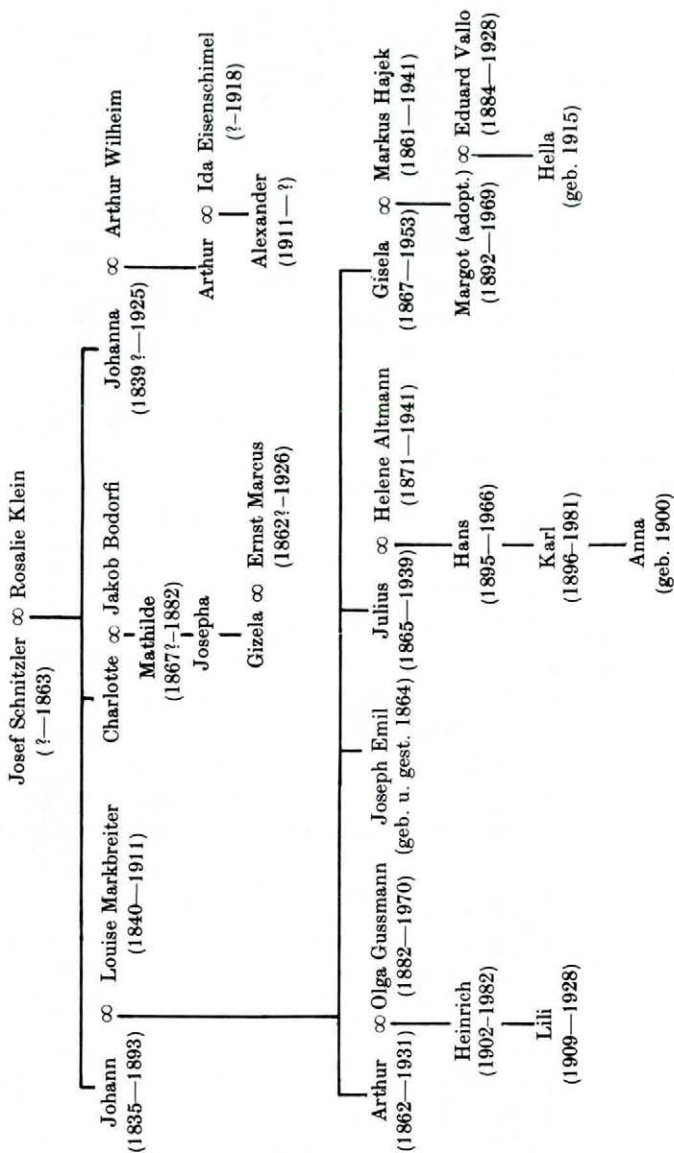 Josef Schnitzler ∞ Rosalie Klein
(?—1863)
Johann ∞ Louise Markbreiter
(1835—1893) (1840—1911)
Charlotte ∞ Jakob Bodorfi
Mathilde
(1867?–1882)
Josepha
Gizela ∞ Ernst Marcus
(1862?–1926)
Johanna ∞ Arthur Wilheim
(1839?—1925)
Arthur ∞ Ida Eisenschimel
(?–1918)
Alexander
(1911—?)
Arthur ∞ Olga Gussmann
(1862—1931) (1882—1970)
Heinrich
(1902–1982)
Lili
(1909—1928)
Joseph Emil
(geb. u. gest. 1864)
Julius ∞ Helene Altmann
(1865—1939) (1871—1941)
Hans
(1895—1966)
Karl
(1896–1981)
Anna
(geb. 1900)
Gisela ∞ Markus Hajek
(1867—1953) (1861—1941)
Margot (adopt.) ∞ Eduard Vallo
(1892—1969) (1884—1928)
Hella
(geb. 1915)